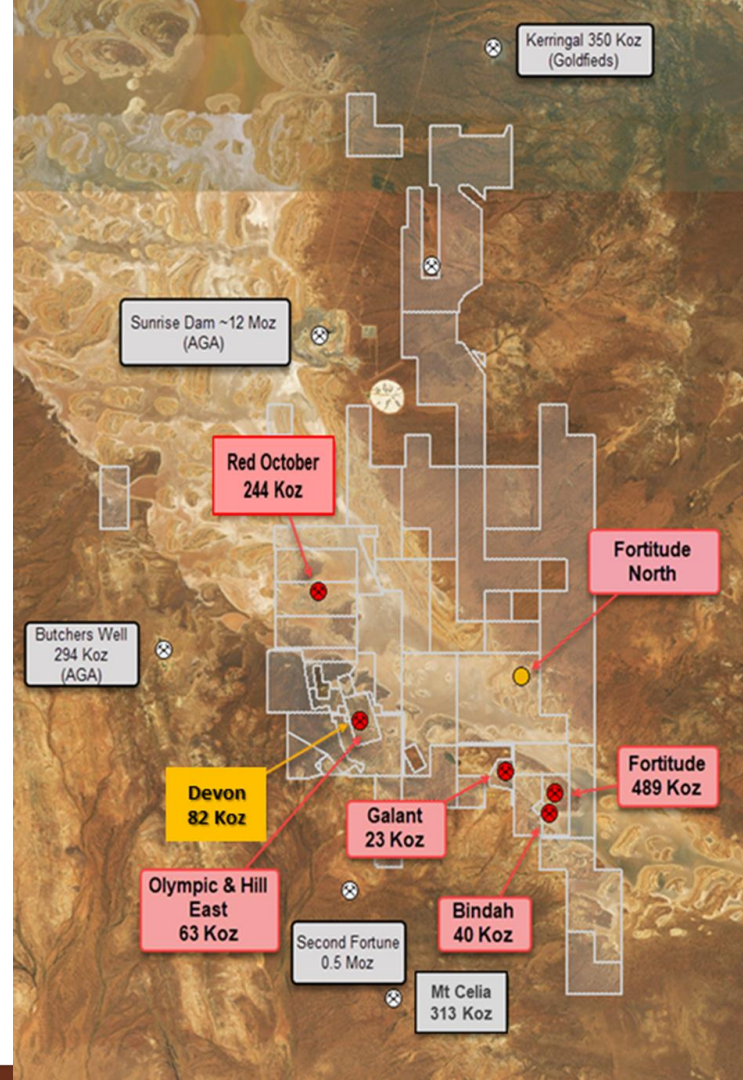 Kerringal 350 Koz
(Goldfieds)
Sunrise Dam ~12 Moz
(AGA)
Red October
244 Koz
Fortitude
North
Butchers Well
294 Koz
(AGA)
Devon
82 Koz
Fortitude
489 Koz
Galant
23 Koz
Olympic & Hill
East
63 Koz
Bindah
40 Koz
Second Fortune
0.5 Moz
Mt Celia
313 Koz